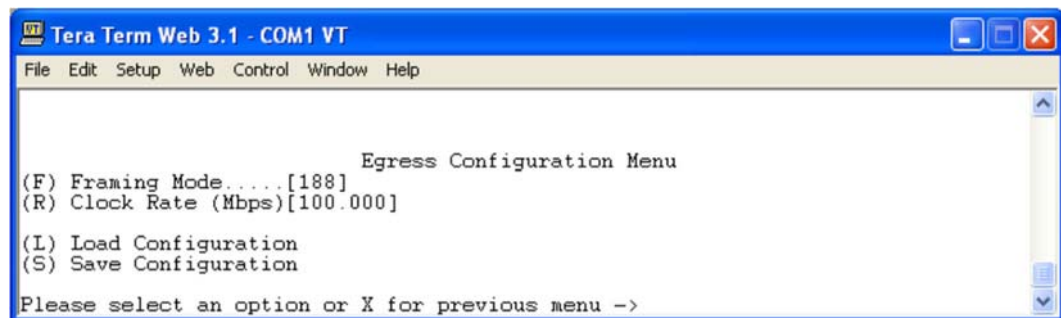 Tera Term Web 3.1 - COM1 VT
File Edit Setup Web Control Window Help
Egress Configuration Menu
(F) Framing Mode.....[188]
(R) Clock Rate (Mbps)[100.000]
(L) Load Configuration
(S) Save Configuration
Please select an option or X for previous menu ->